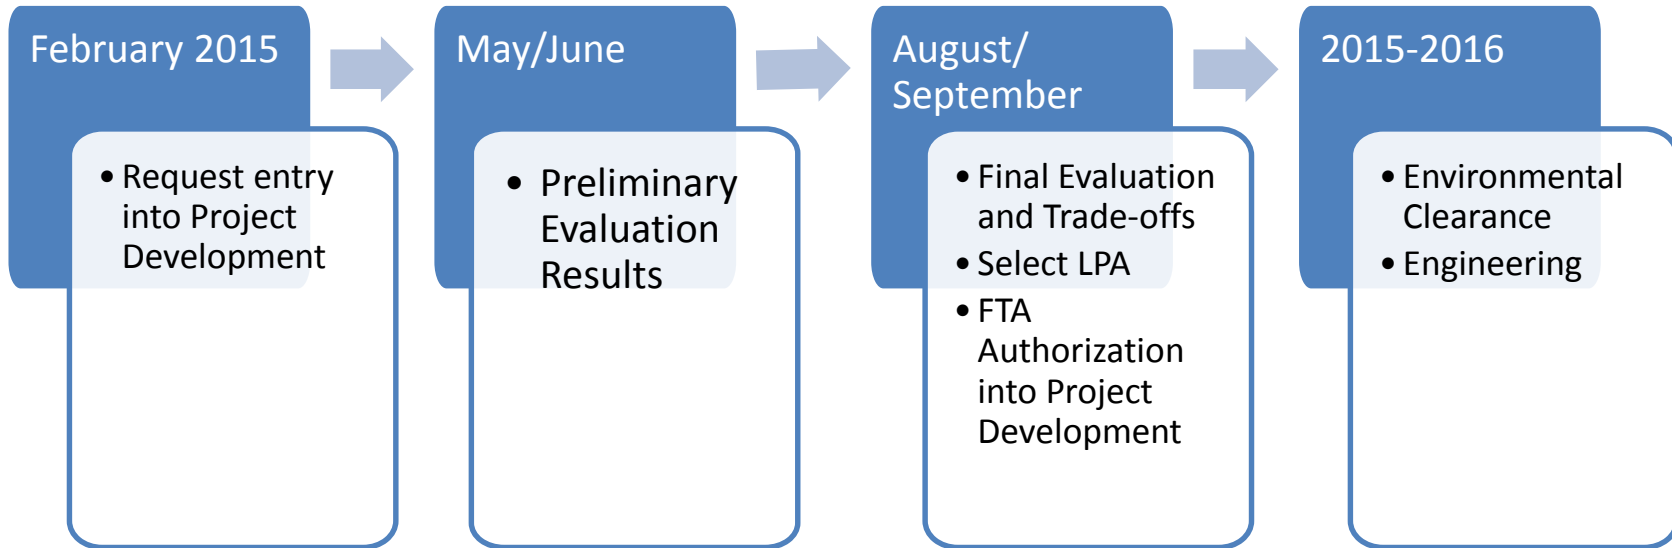 February 2015
• Request entry
into Project
Development
May/June
• Preliminary
Evaluation
Results
August/
September
• Final Evaluation
and Trade-offs
• Select LPA
• FTA
Authorization
into Project
Development
2015-2016
• Environmental
Clearance
• Engineering